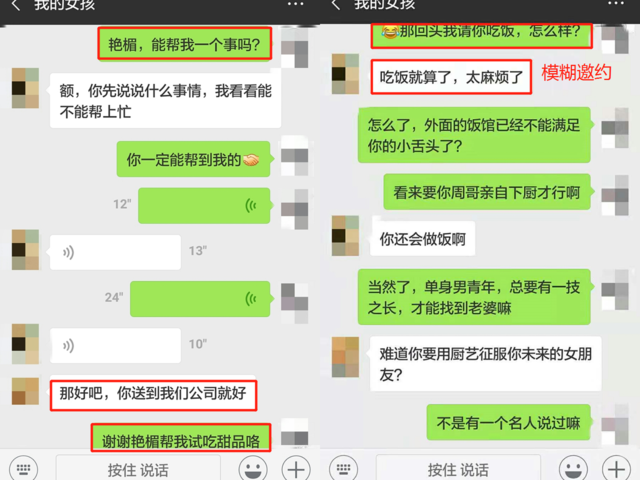 我的女孩
艳楣，能帮我一个事吗?
额，你先说说什么事情，我看看能
不能帮上忙
你一定能帮到我的
12"
13"
24"
10"
那好吧，你送到我们公司就好
谢谢艳楣帮我试吃甜品咯
按住 说话
我的女孩
那回头我请你吃饭，怎么样?
吃饭就算了，太麻烦了
模糊邀约
怎么了，外面的饭馆已经不能满足
你的小舌头了?
看来要你周哥亲自下厨才行啊
你还会做饭啊
当然了，单身男青年，总要有一技
之长，才能找到老婆嘛
难道你要用厨艺征服你未来的女朋
友?
不是有一个名人说过嘛
按住 说话